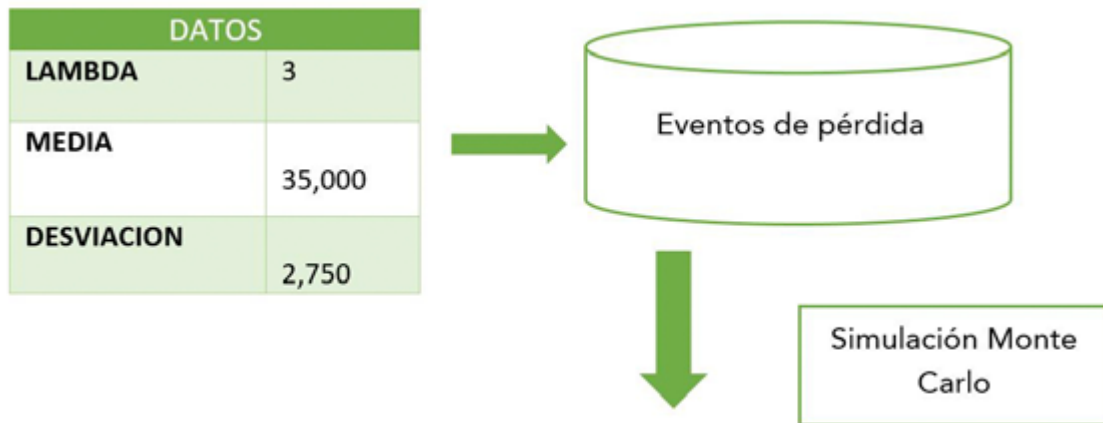 DATOS
LAMBDA 3
MEDIA
35,000
DESVIACION
2,750
Eventos de pérdida
Simulación Monte
Carlo